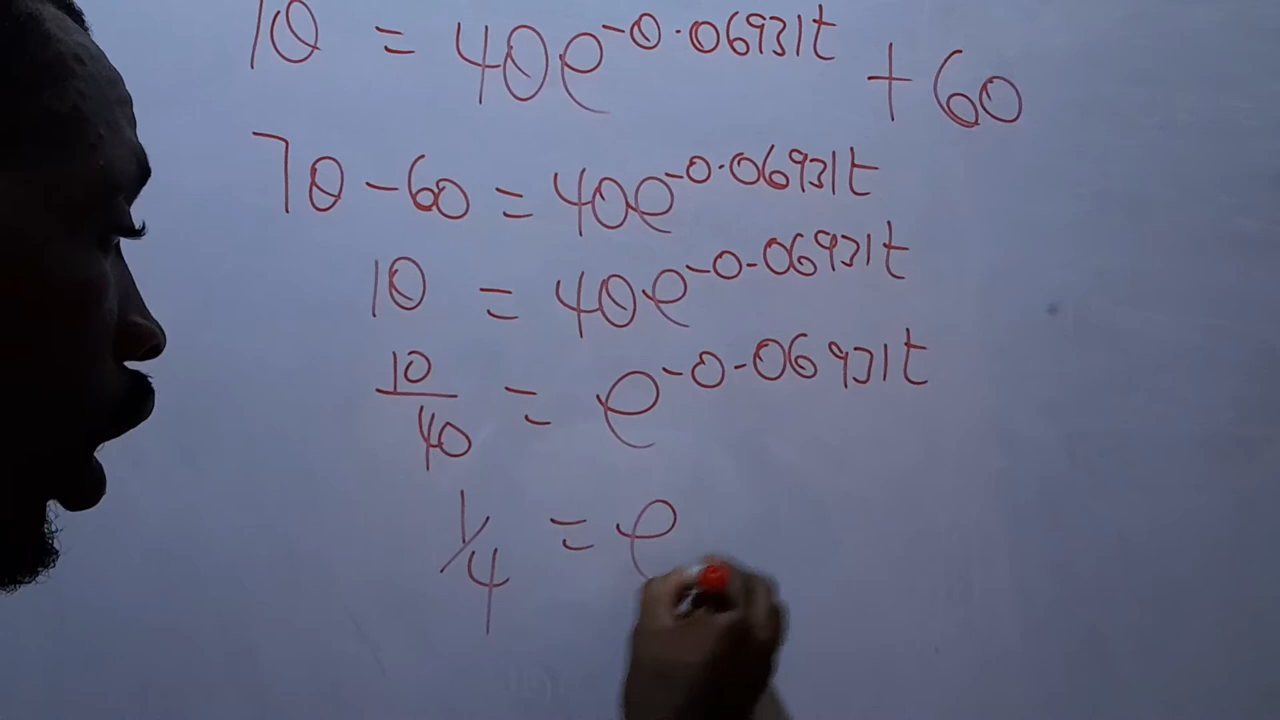 70 = 40e^-0.06931t + 60
70 - 60 = 40e^-0.06931t
10 = 40e^-0.06931t
10/40 = e^-0.06931t
1/4 = e